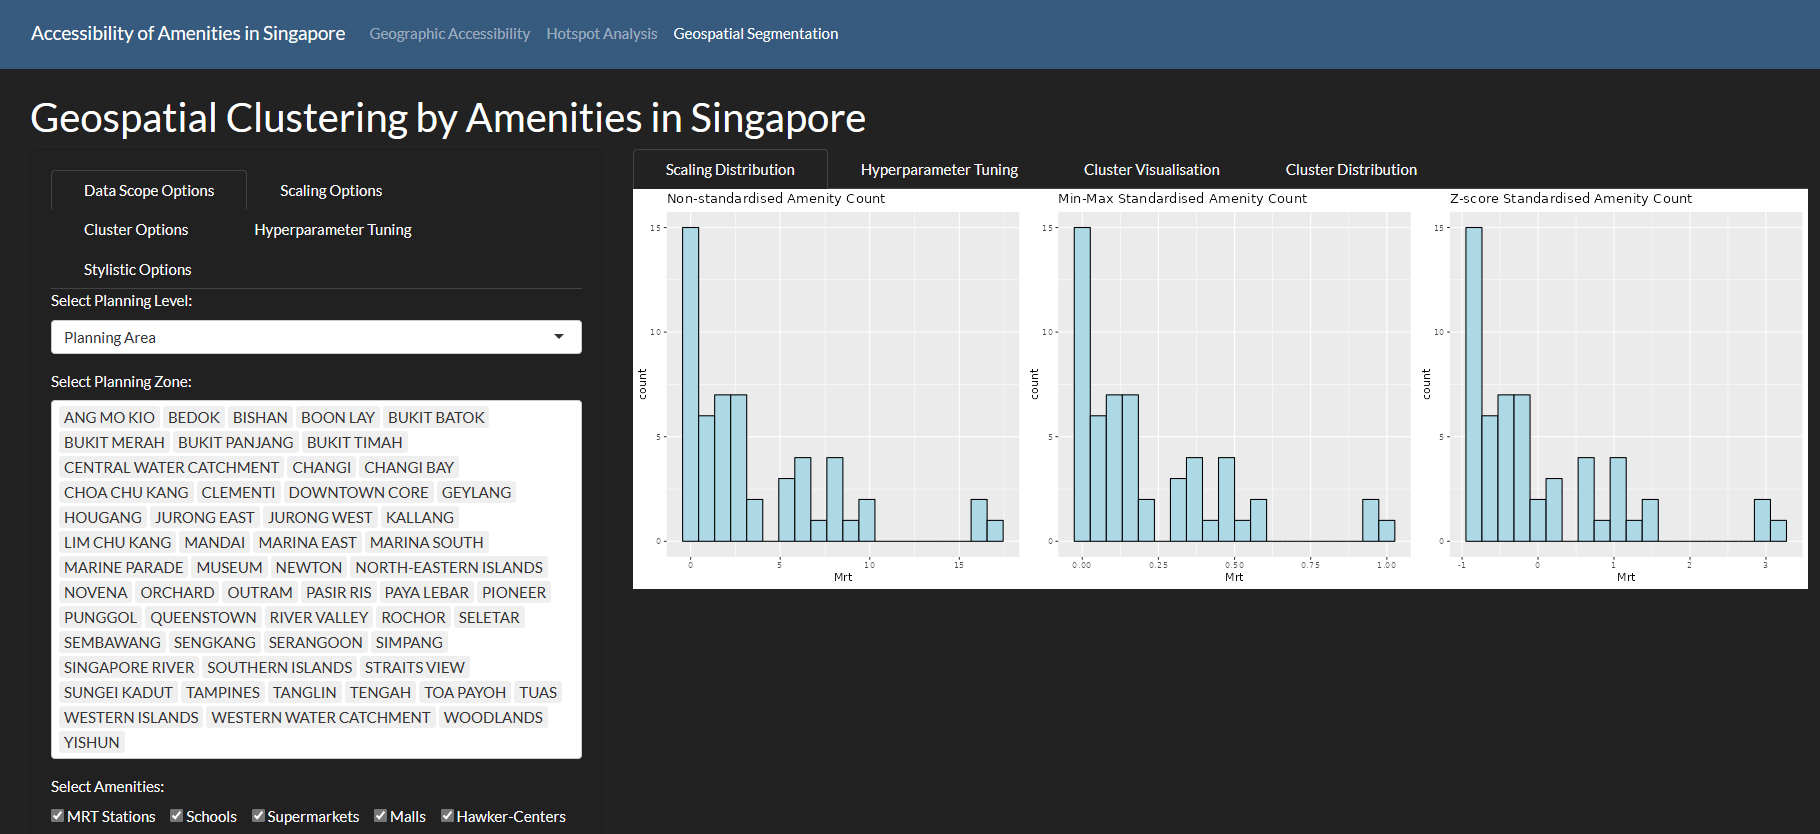 Accessibility of Amenities in Singapore Geographic Accessibility Hotspot Analysis Geospatial Segmentation
Geospatial Clustering by Amenities in Singapore
Data Scope Options Scaling Options
Cluster Options Hyperparameter Tuning
Stylistic Options
Select Planning Level:
Planning Area
Select Planning Zone:
ANG MO KIO BEDOK BISHAN BOON LAY BUKIT BATOK
BUKIT MERAH BUKIT PANJANG BUKIT TIMAH
CENTRAL WATER CATCHMENT CHANGI CHANGI BAY
CHOA CHU KANG CLEMENTI DOWNTOWN CORE GEYLANG
HOUGANG JURONG EAST JURONG WEST KALLANG
LIM CHU KANG MANDAI MARINA EAST MARINA SOUTH
MARINE PARADE MUSEUM NEWTON NORTH-EASTERN ISLANDS
NOVENA ORCHARD OUTRAM PASIR RIS PAYA LEBAR PIONEER
PUNGGOL QUEENSTOWN RIVER VALLEY ROCHOR SELETAR
SEMBAWANG SENGKANG SERANGOON SIMPANG
SINGAPORE RIVER SOUTHERN ISLANDS STRAITS VIEW
SUNGEI KADUT TAMPINES TANGLIN TENGAH TOA PAYOH TUAS
WESTERN ISLANDS WESTERN WATER CATCHMENT WOODLANDS
YISHUN
Select Amenities:
MRT Stations Schools Supermarkets Malls Hawker-Centers
Scaling Distribution Hyperparameter Tuning Cluster Visualisation Cluster Distribution
Non-standardised Amenity Count
15
10
5
0
count
0 5 10 15
Mrt
Min-Max Standardised Amenity Count
15
10
5
0
count
0.00 0.25 0.50 0.75 1.00
Mrt
Z-score Standardised Amenity Count
15
10
5
0
count
-1 0 1 2 3
Mrt